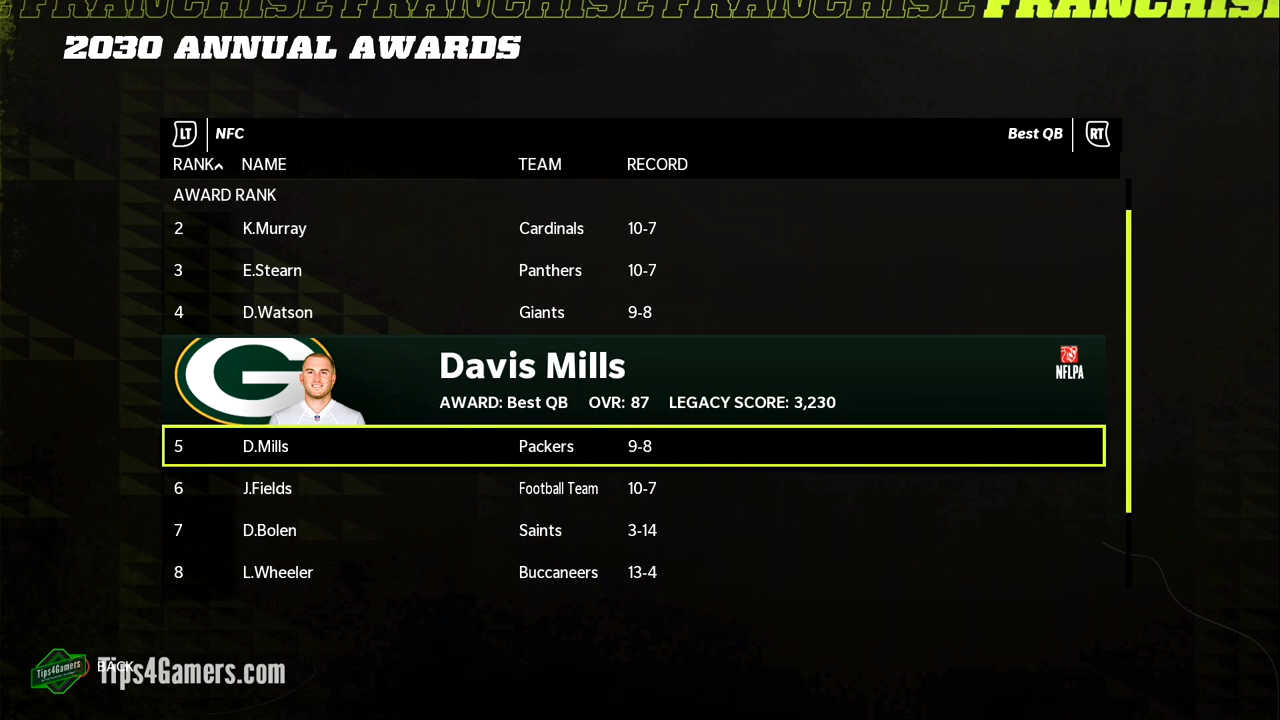 FRANCHISE FRANCHISE FRANCHISE FRANCHIS
2030 ANNUAL AWARDS
LT NFC Best QB RT
RANK NAME TEAM RECORD
AWARD RANK
2 K.Murray Cardinals 10-7
3 E.Stearn Panthers 10-7
4 D.Watson Giants 9-8
G Davis Mills NFLPA
AWARD: Best QB OVR: 87 LEGACY SCORE: 3,230
5 D.Mills Packers 9-8
6 J.Fields Football Team 10-7
7 D.Bolen Saints 3-14
8 L.Wheeler Buccaneers 13-4
Tips4Gamers BACK Tips4Gamers.com